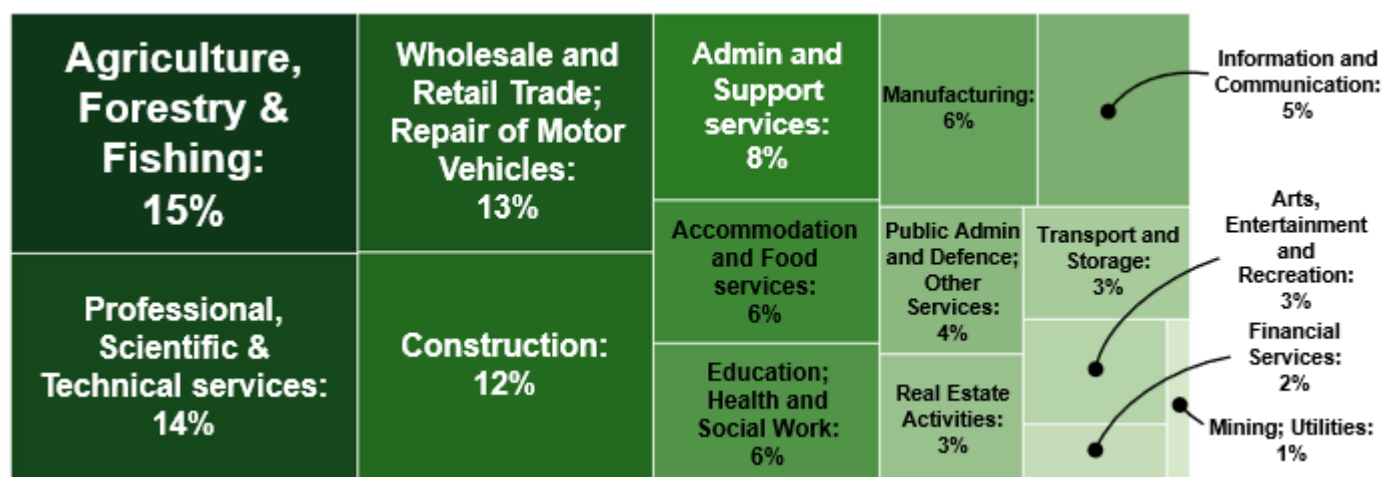 Agriculture,
Forestry &
Fishing:
15%
Professional,
Scientific &
Technical services:
14%
Wholesale and
Retail Trade;
Repair of Motor
Vehicles:
13%
Construction:
12%
Admin and
Support
services:
8%
Accommodation
and Food
services:
6%
Education;
Health and
Social Work:
6%
Manufacturing:
6%
Information and
Communication:
5%
Public Admin
and Defence;
Other
Services:
4%
Real Estate
Activities:
3%
Transport and
Storage:
3%
Arts,
Entertainment
and
Recreation:
3%
Financial
Services:
2%
Mining; Utilities:
1%